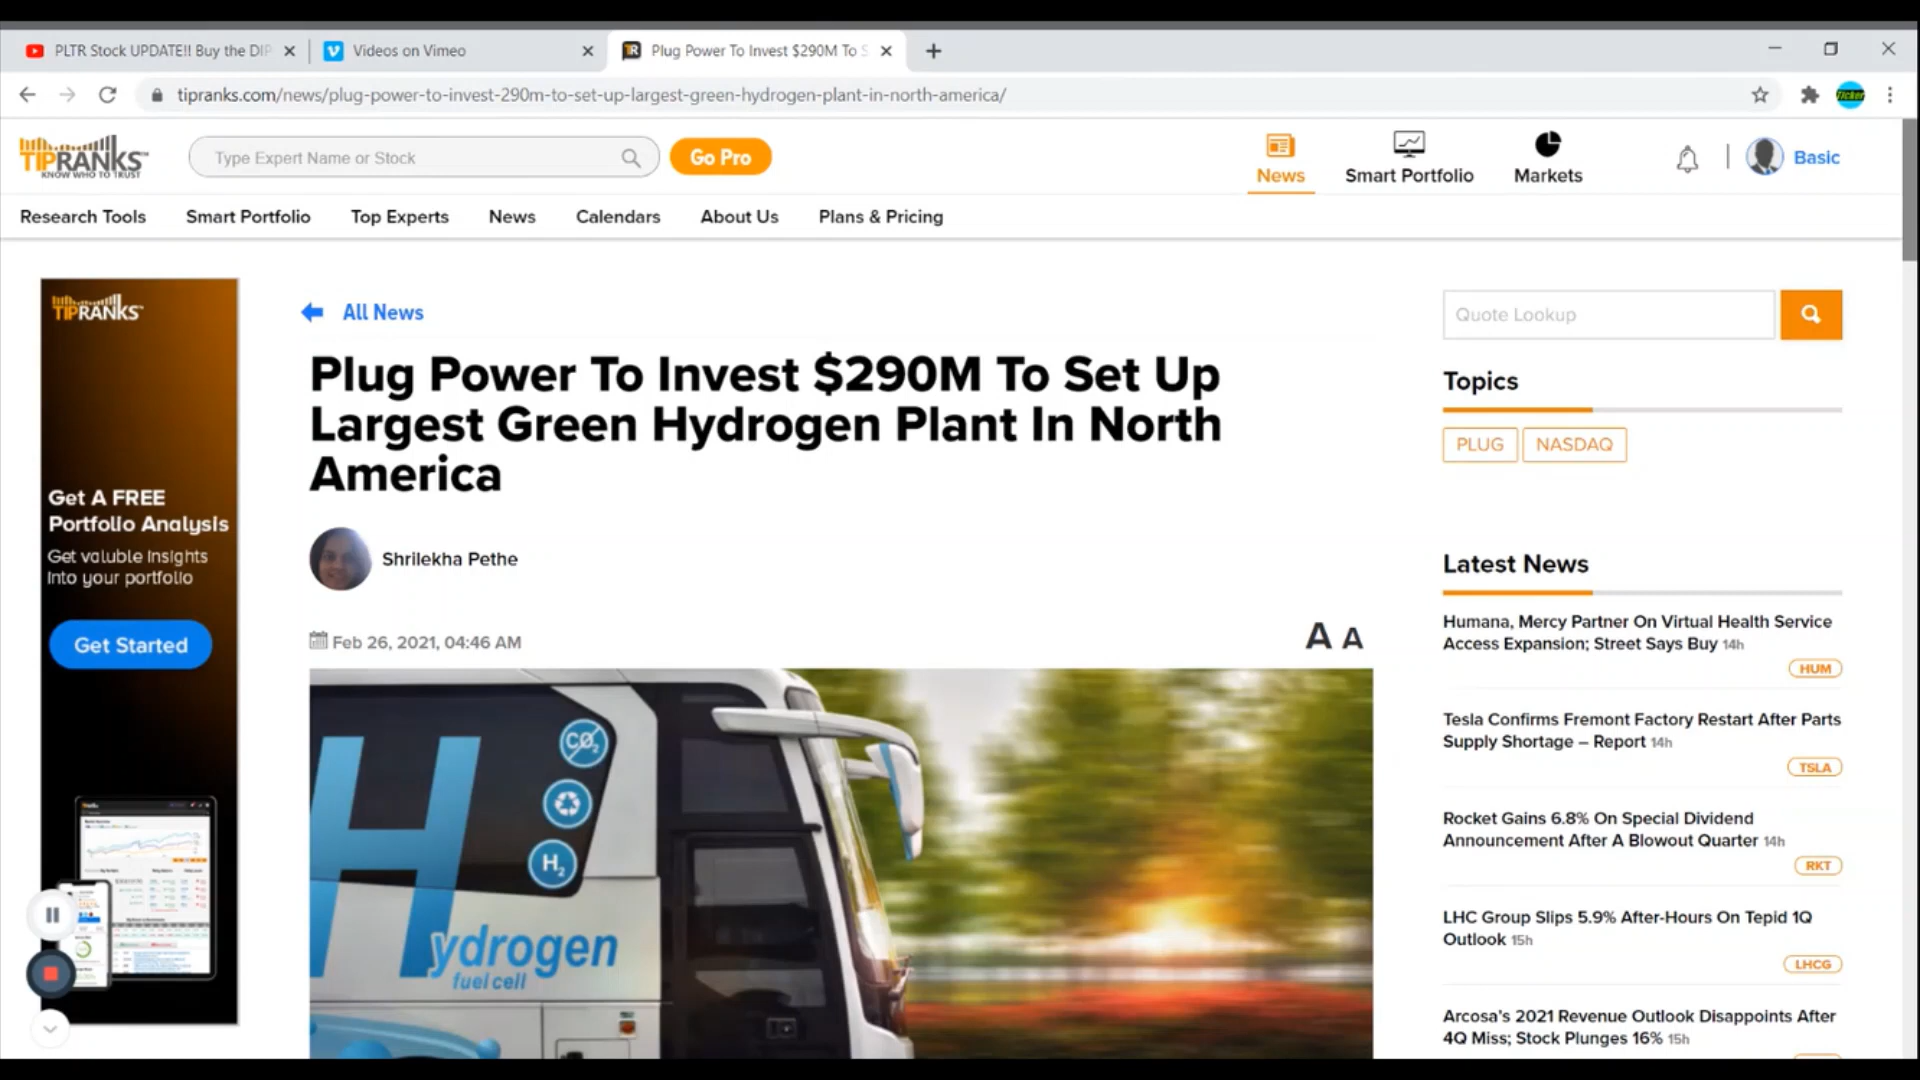 PLTR Stock UPDATE!! Buy the DIP
Videos on Vimeo
Plug Power To Invest $290M To S
tipranks.com/news/plug-power-to-invest-290m-to-set-up-largest-green-hydrogen-plant-in-north-america/
Ticker
TIPRANKS
KNOW WHO TO TRUST
Type Expert Name or Stock
Go Pro
News
Smart Portfolio
Markets
Basic
Research Tools
Smart Portfolio
Top Experts
News
Calendars
About Us
Plans & Pricing
TIPRANKS
Get A FREE
Portfolio Analysis
Get valuble insights
into your portfolio
Get Started
All News
Plug Power To Invest $290M To Set Up
Largest Green Hydrogen Plant In North
America
Shrilekha Pethe
Feb 26, 2021, 04:46 AM
A A
CO2
H2
Hydrogen
fuel cell
Quote Lookup
Topics
PLUG
NASDAQ
Latest News
Humana, Mercy Partner On Virtual Health Service
Access Expansion; Street Says Buy 14h
HUM
Tesla Confirms Fremont Factory Restart After Parts
Supply Shortage – Report 14h
TSLA
Rocket Gains 6.8% On Special Dividend
Announcement After A Blowout Quarter 14h
RKT
LHC Group Slips 5.9% After-Hours On Tepid 1Q
Outlook 15h
LHCG
Arcosa's 2021 Revenue Outlook Disappoints After
4Q Miss; Stock Plunges 16% 15h